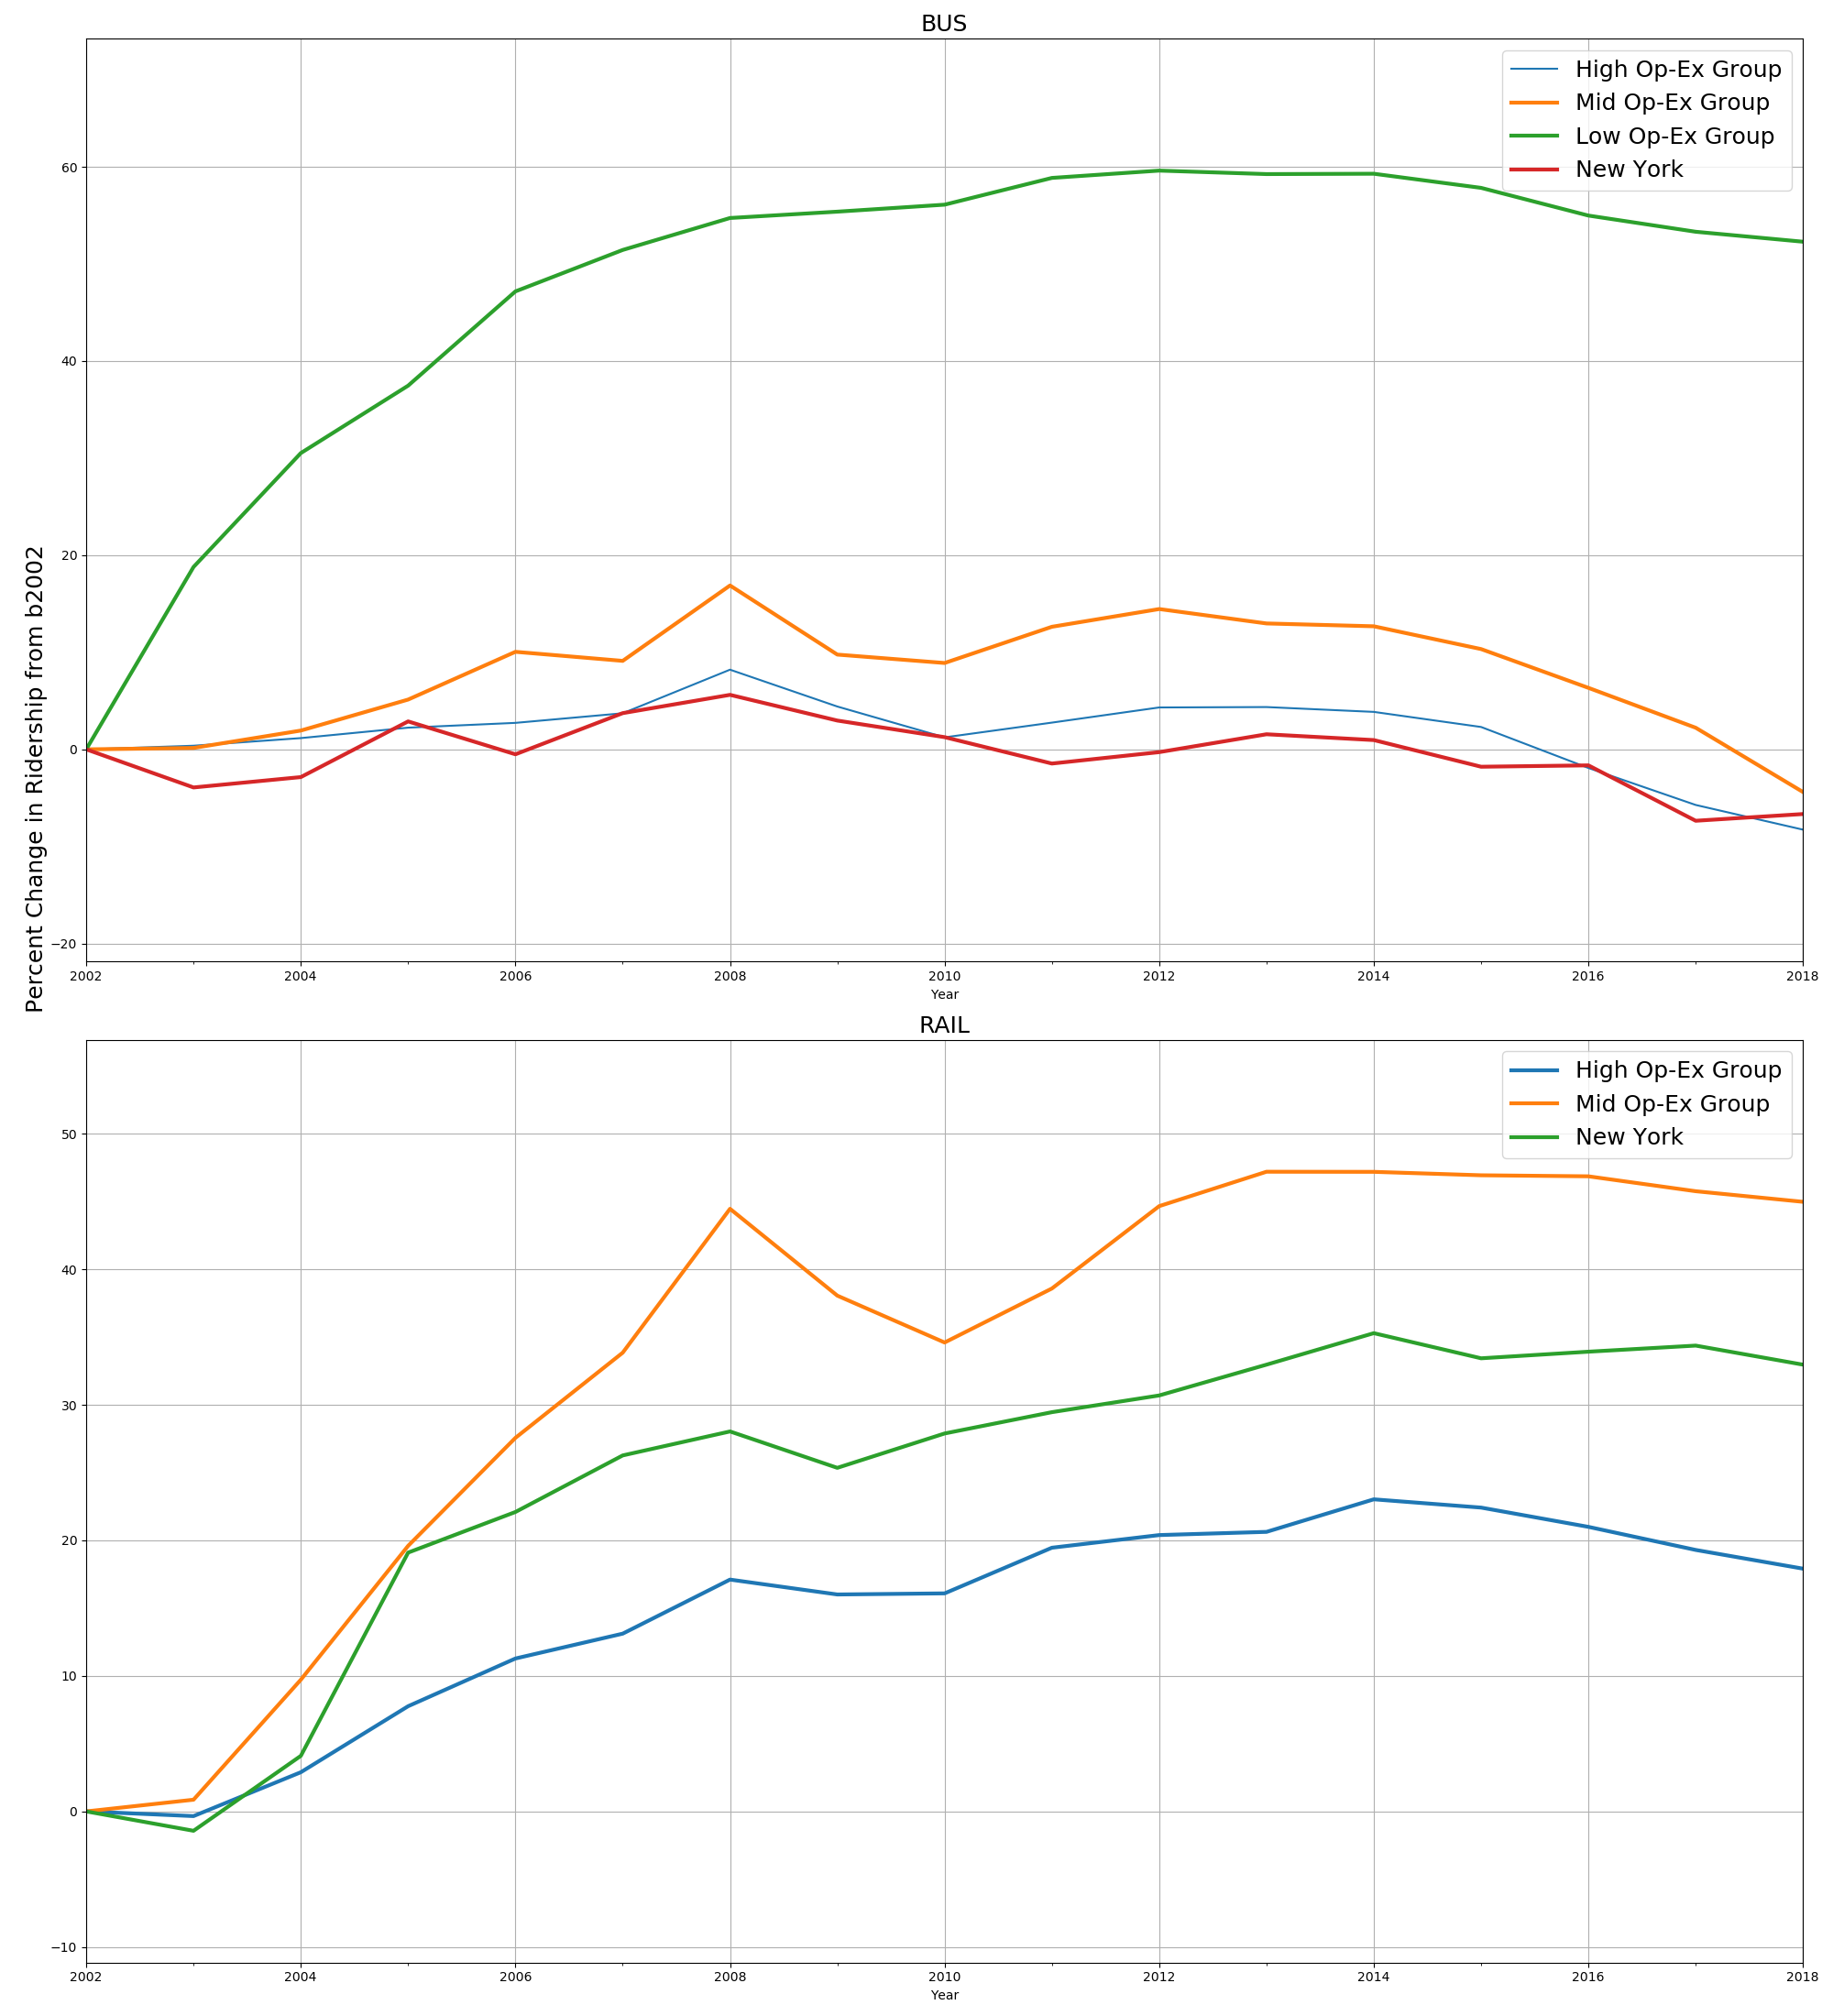 BUS
High Op-Ex Group
Mid Op-Ex Group
Low Op-Ex Group
New York
60
40
20
0
−20
2002 2004 2006 2008 2010 2012 2014 2016 2018
Year
Percent Change in Ridership from b2002
RAIL
High Op-Ex Group
Mid Op-Ex Group
New York
50
40
30
20
10
0
−10
2002 2004 2006 2008 2010 2012 2014 2016 2018
Year